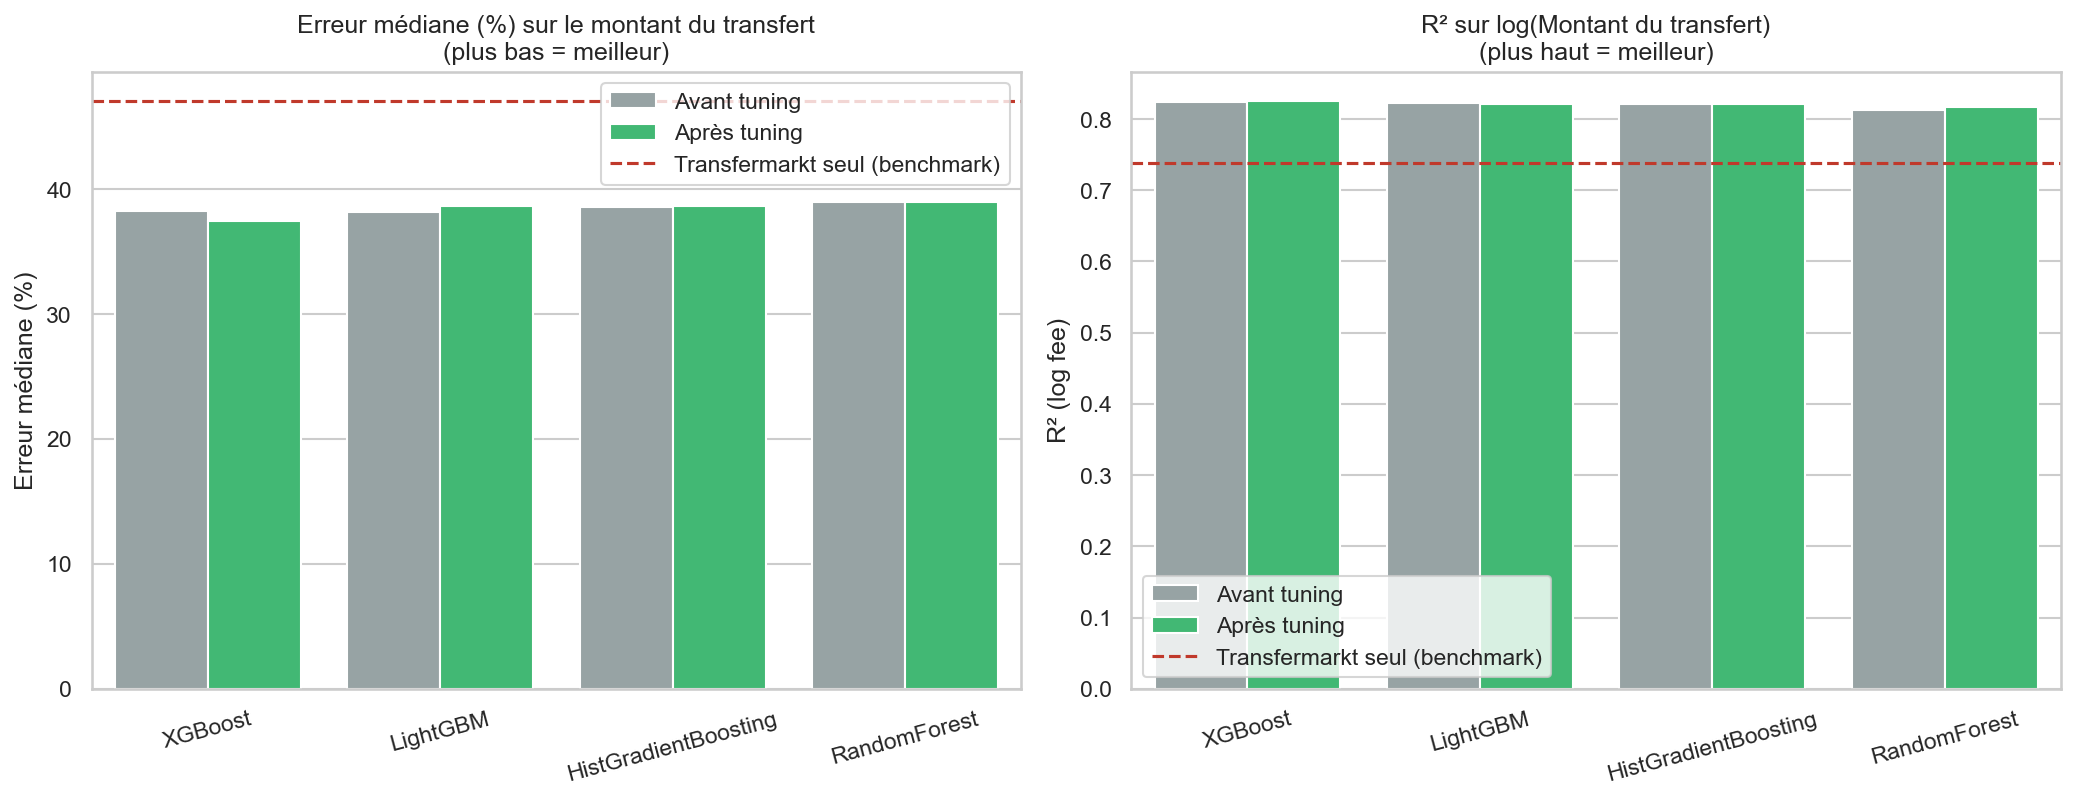 Erreur médiane (%) sur le montant du transfert
(plus bas = meilleur)
Erreur médiane (%)
40
30
20
10
0
Avant tuning
Après tuning
Transfermarkt seul (benchmark)
XGBoost
LightGBM
HistGradientBoosting
RandomForest
R² sur log(Montant du transfert)
(plus haut = meilleur)
R² (log fee)
0.8
0.7
0.6
0.5
0.4
0.3
0.2
0.1
0.0
Avant tuning
Après tuning
Transfermarkt seul (benchmark)
XGBoost
LightGBM
HistGradientBoosting
RandomForest